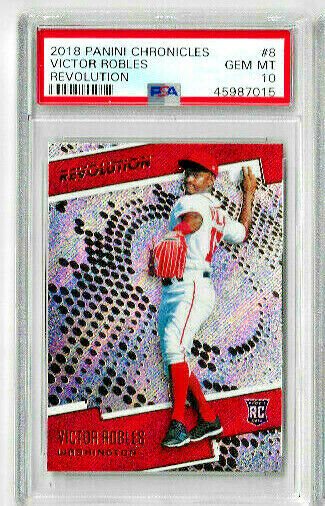 2018 PANINI CHRONICLES #8
VICTOR ROBLES GEM MT
REVOLUTION 10
PSA 45987015
REVOLUTION
RC
VICTOR ROBLES
WASHINGTON